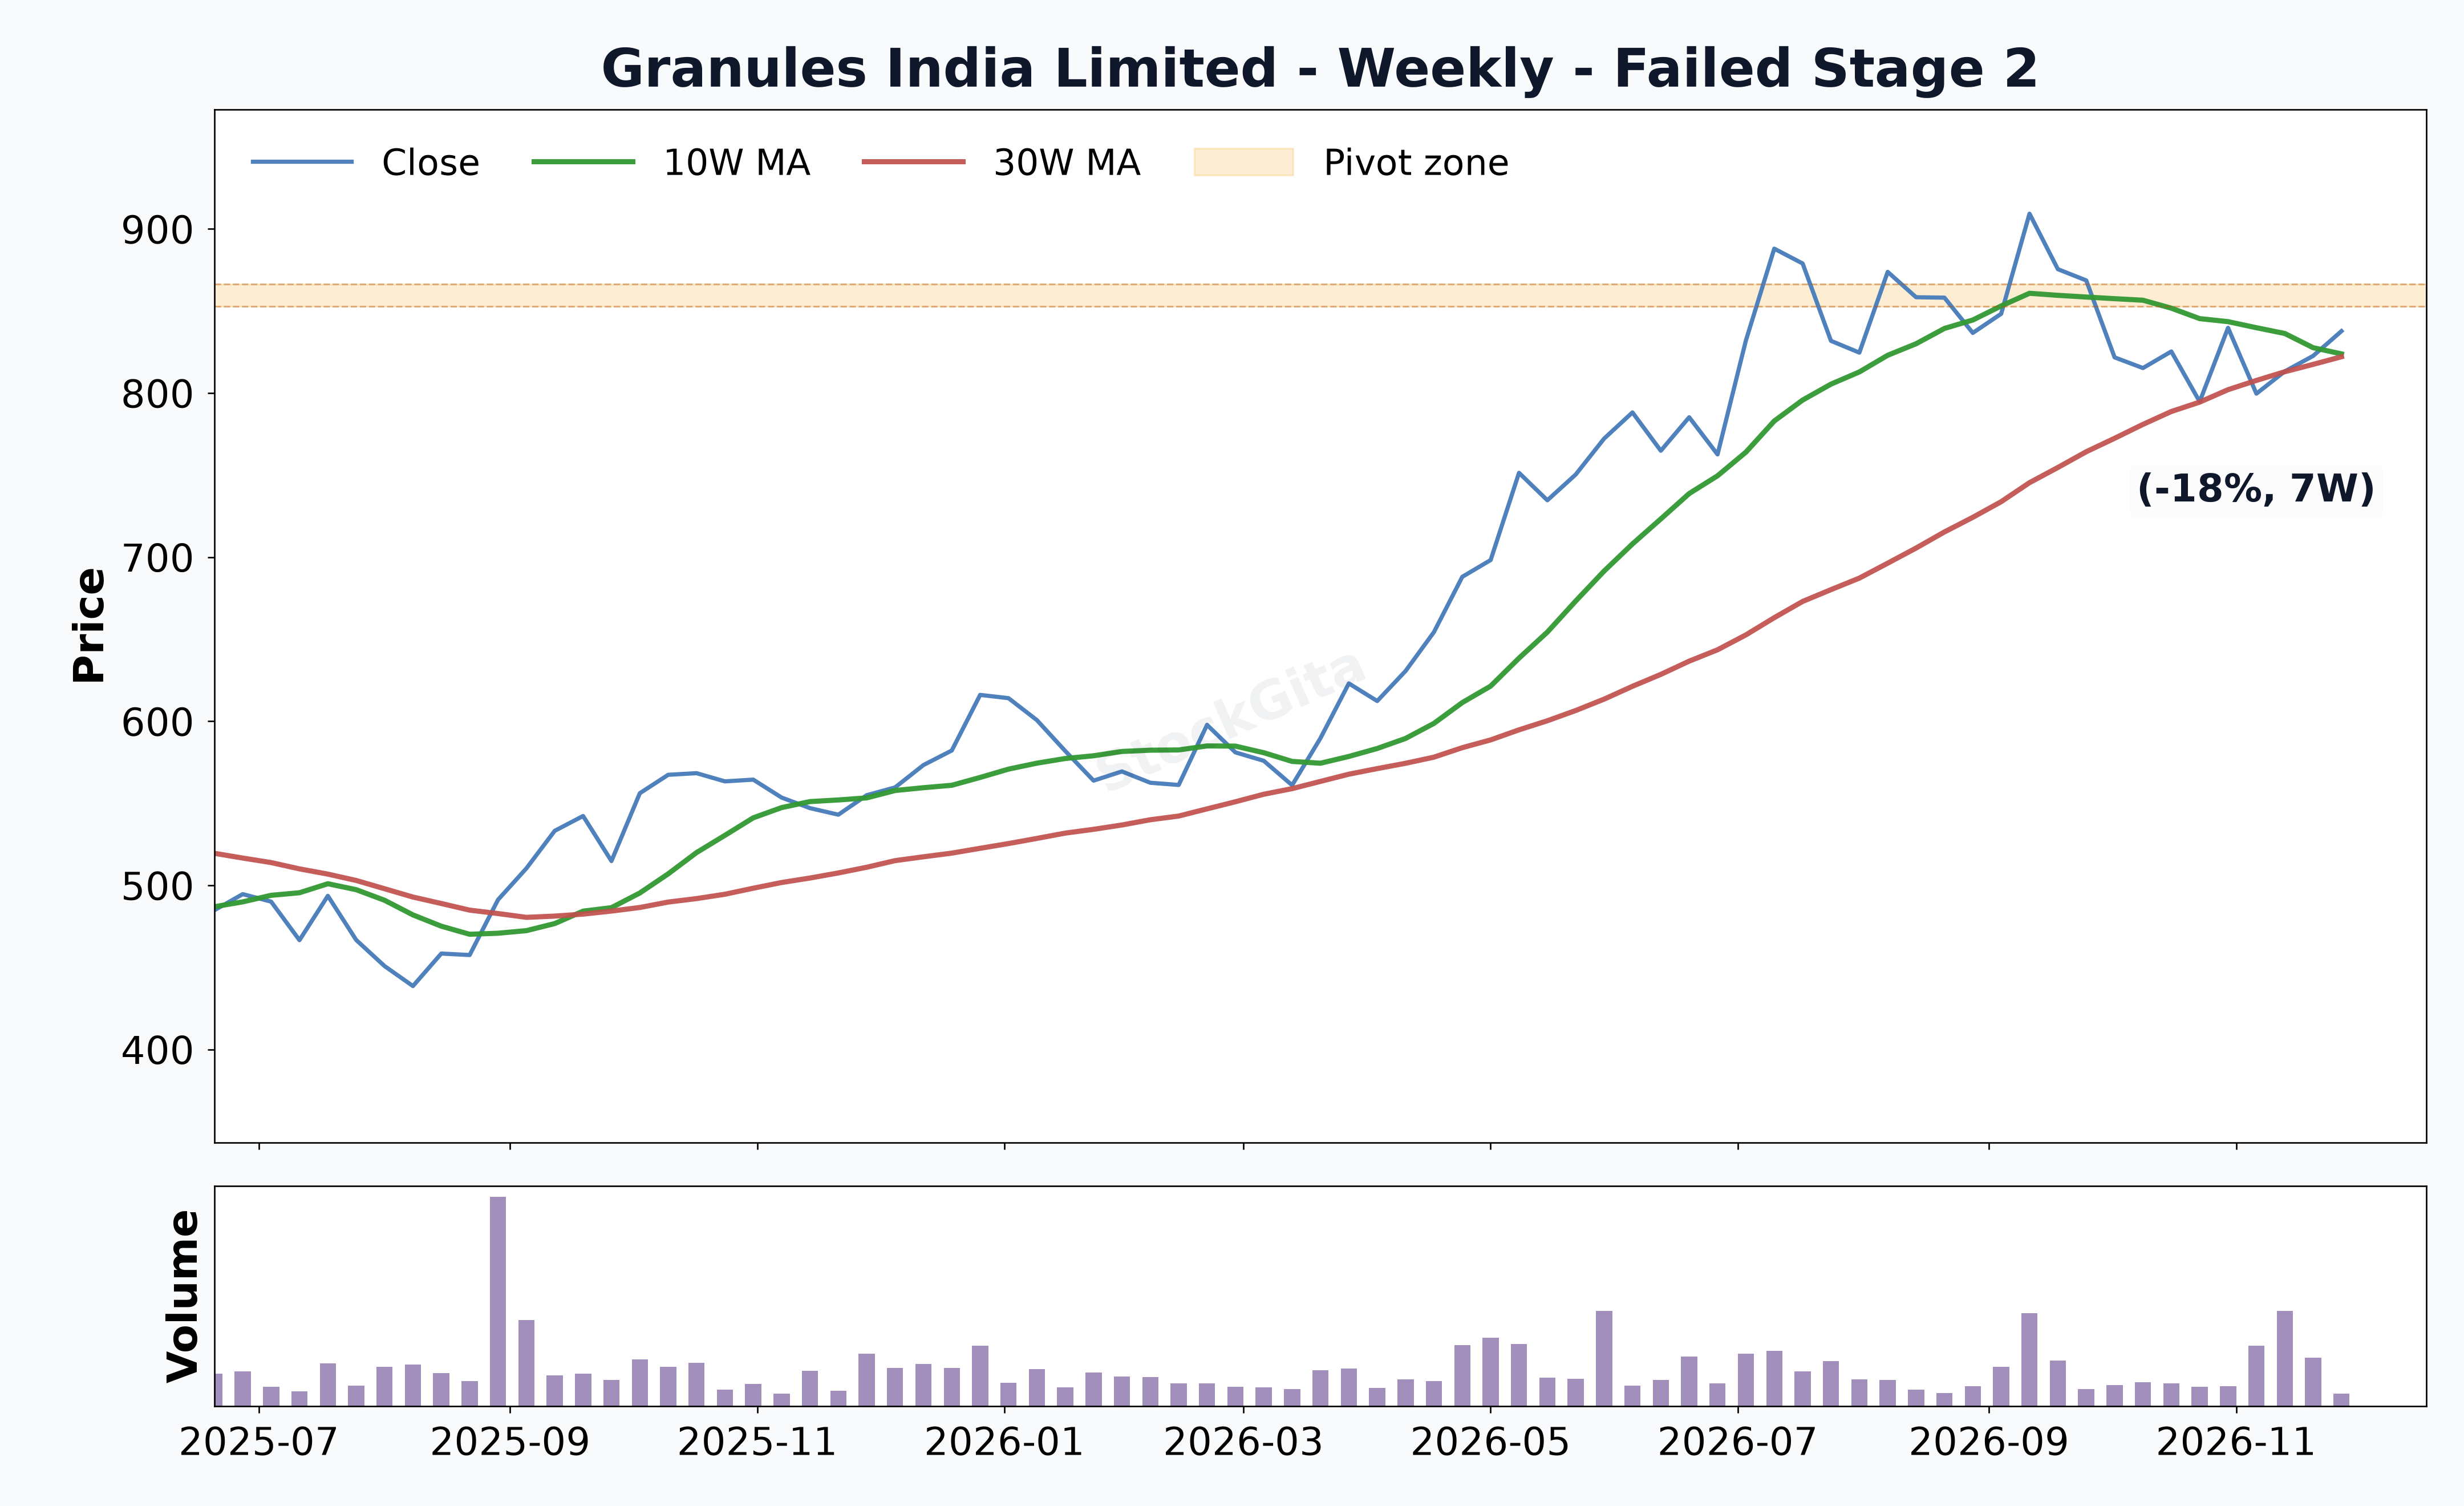 Granules India Limited - Weekly - Failed Stage 2
Close 10W MA 30W MA Pivot zone
900
800
700
600
500
400
Price
(-18%, 7W)
StockGita
Volume
2025-07 2025-09 2025-11 2026-01 2026-03 2026-05 2026-07 2026-09 2026-11